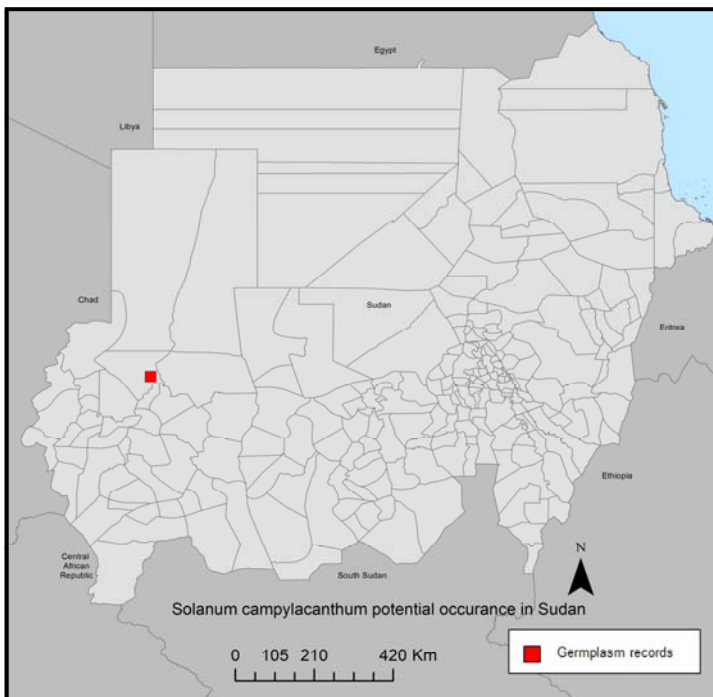 Egypt
Libya
Chad
Sudan
Eritrea
Ethiopia
Central
African
Republic
South Sudan
N
Solanum campylacanthum potential occurance in Sudan
0 105 210 420 Km
Germplasm records